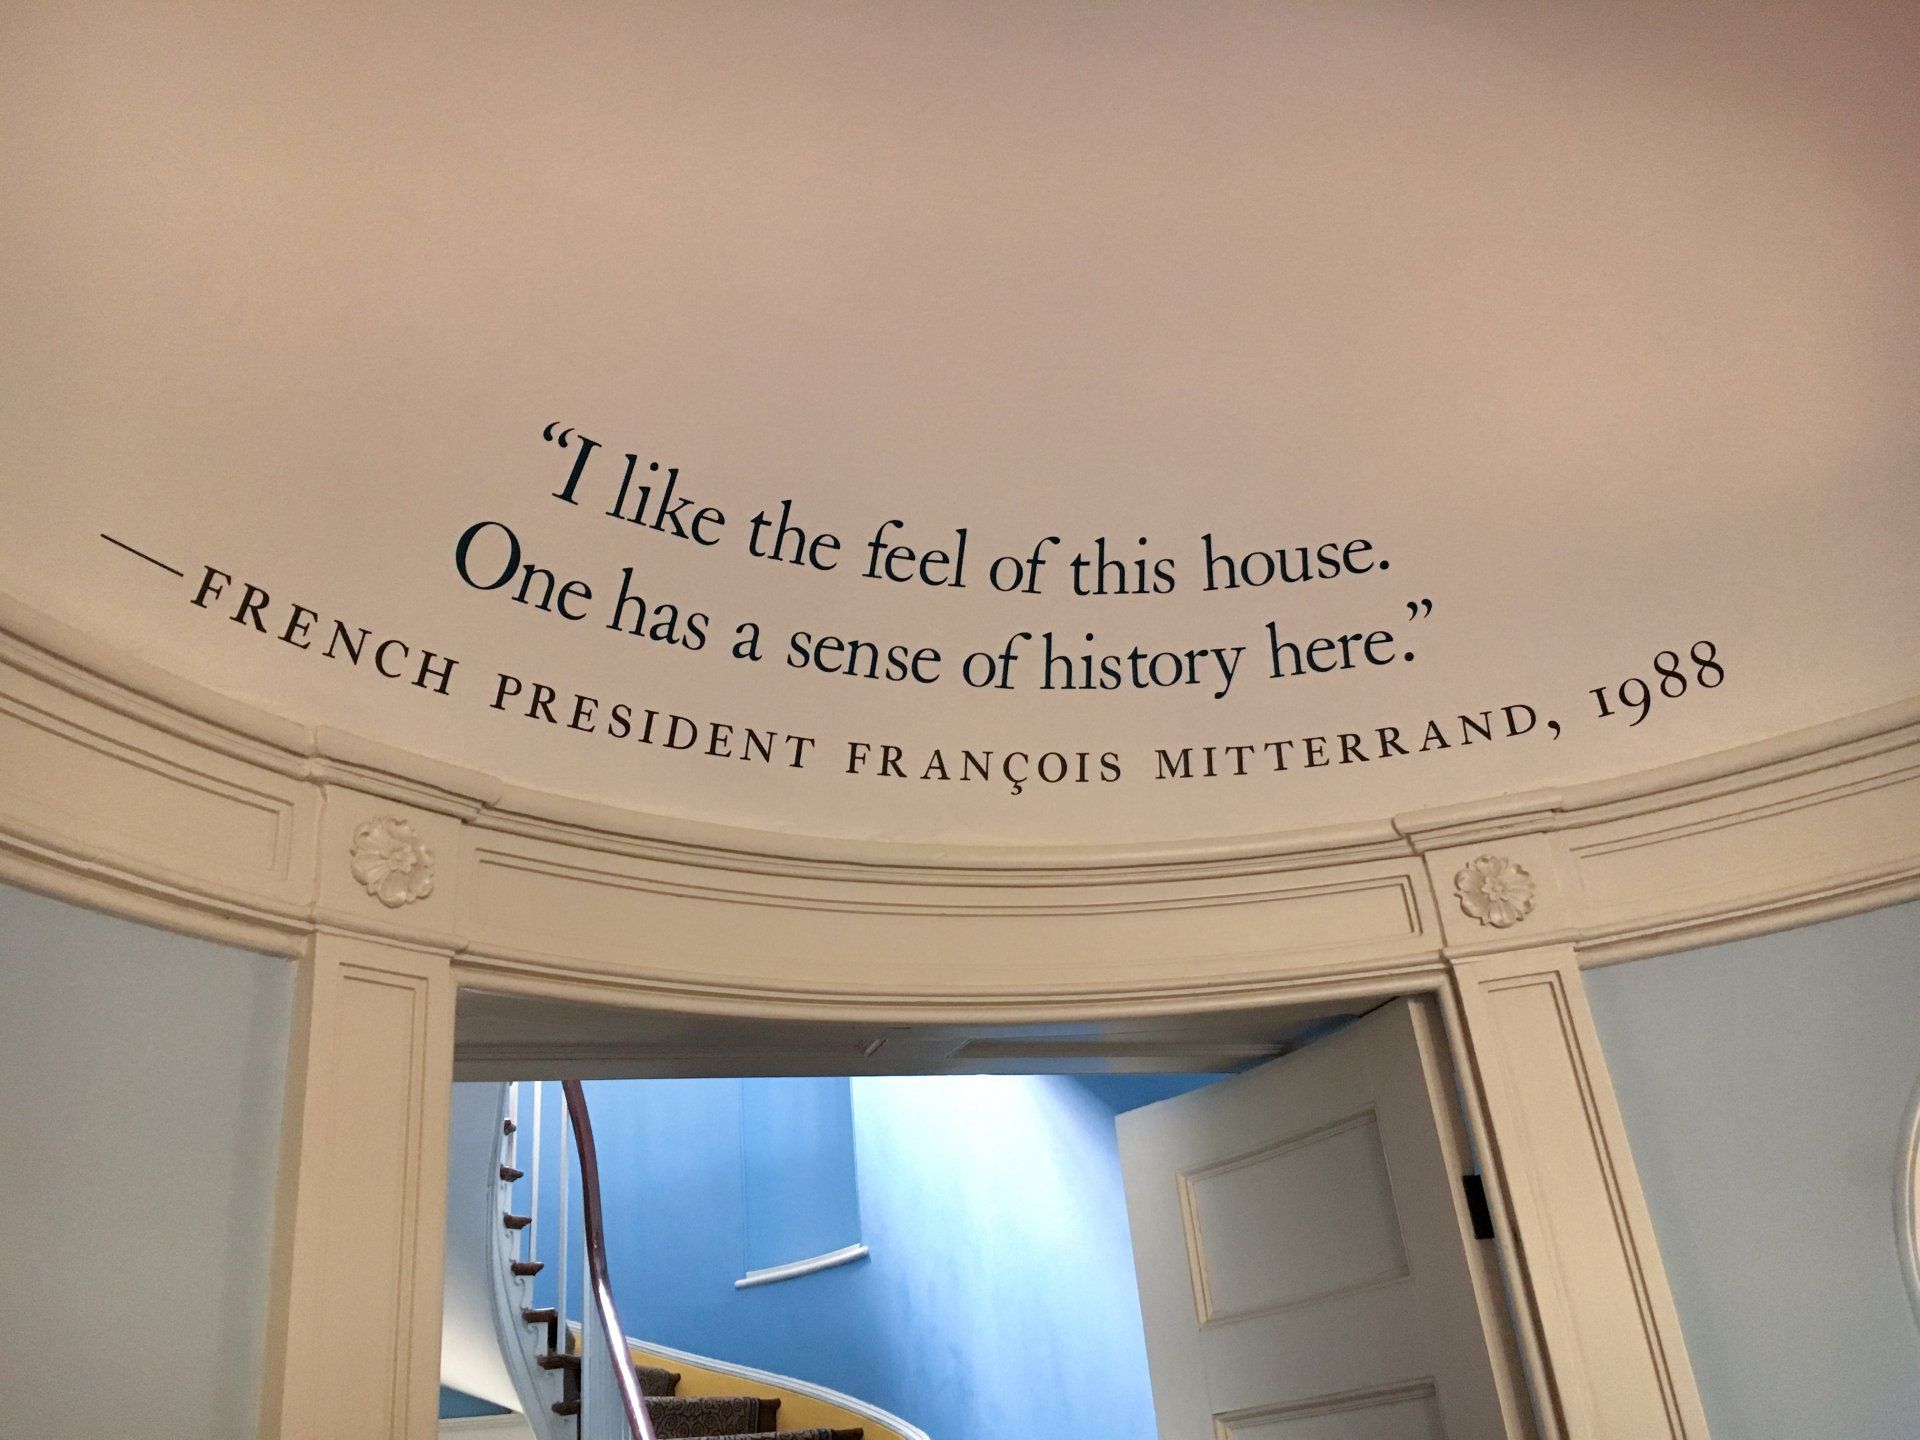 “I like the feel of this house.
One has a sense of history here.”
—FRENCH PRESIDENT FRANÇOIS MITTERRAND, 1988